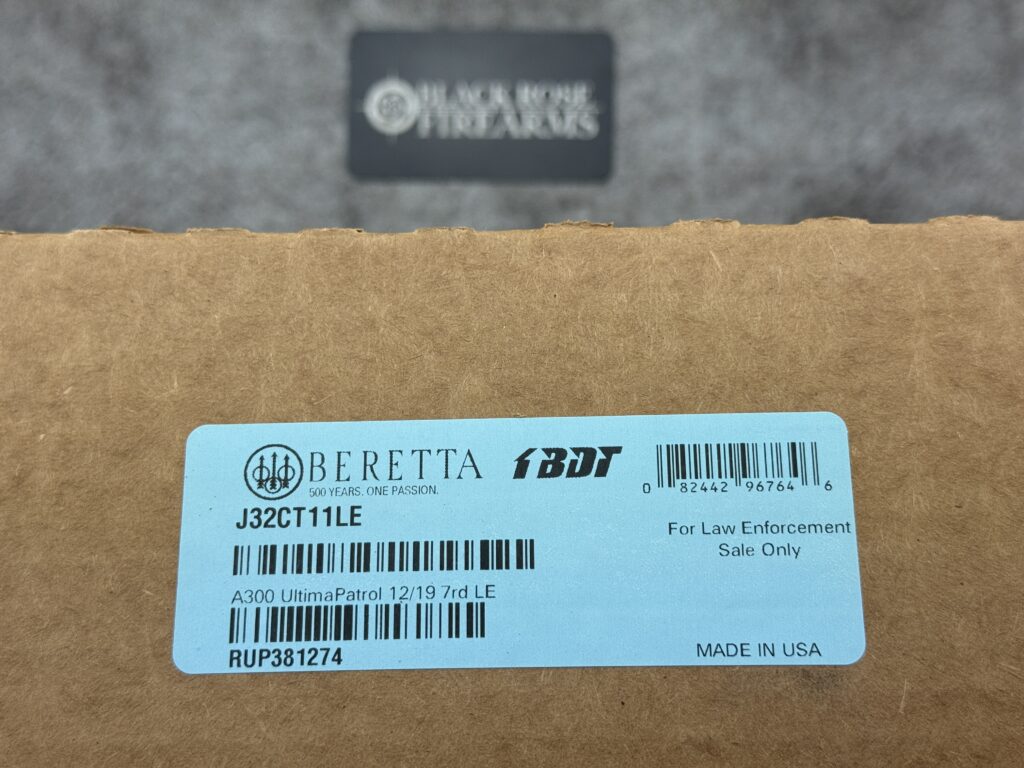 BLACK ROSE
FIREARMS
BERETTA
500 YEARS. ONE PASSION.
BDT
0 82442 96764 6
J32CT11LE
For Law Enforcement
Sale Only
A300 UltimaPatrol 12/19 7rd LE
RUP381274
MADE IN USA